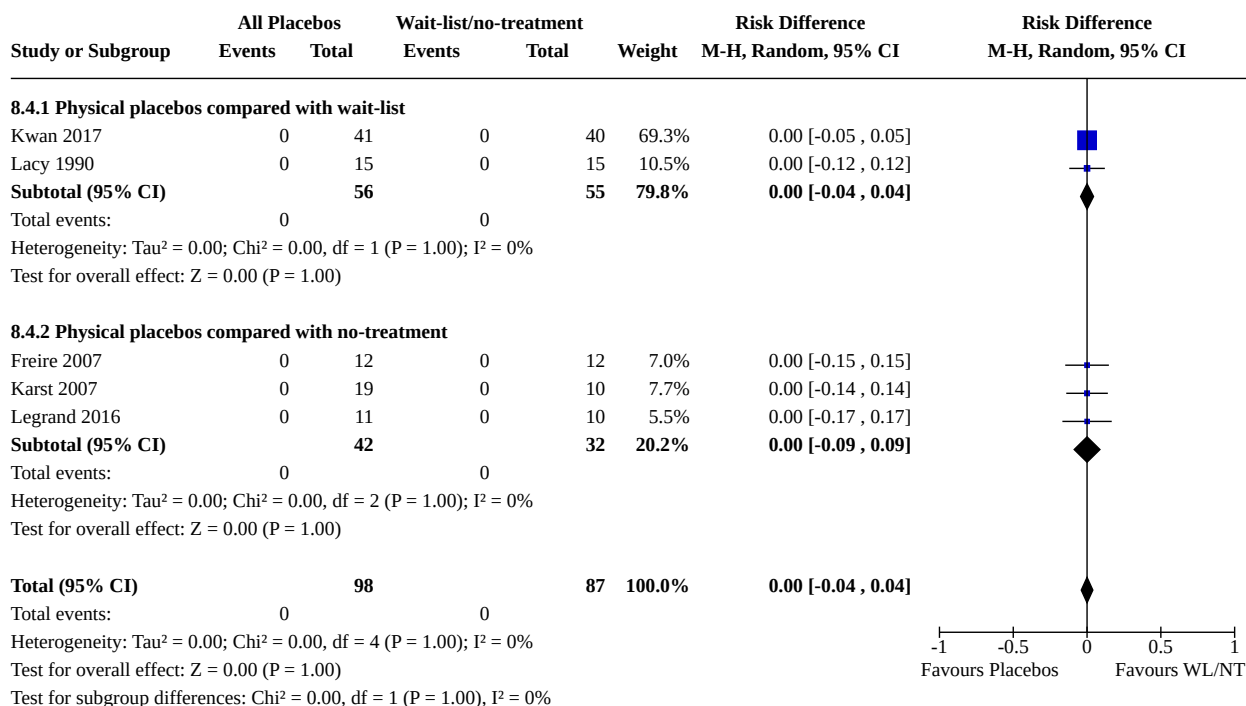 All Placebos Wait-list/no-treatment Risk Difference Risk Difference
Study or Subgroup Events Total Events Total Weight M-H, Random, 95% CI M-H, Random, 95% CI
8.4.1 Physical placebos compared with wait-list
Kwan 2017 0 41 0 40 69.3% 0.00 [-0.05 , 0.05]
Lacy 1990 0 15 0 15 10.5% 0.00 [-0.12 , 0.12]
Subtotal (95% CI) 56 55 79.8% 0.00 [-0.04 , 0.04]
Total events: 0 0
Heterogeneity: Tau² = 0.00; Chi² = 0.00, df = 1 (P = 1.00); I² = 0%
Test for overall effect: Z = 0.00 (P = 1.00)
8.4.2 Physical placebos compared with no-treatment
Freire 2007 0 12 0 12 7.0% 0.00 [-0.15 , 0.15]
Karst 2007 0 19 0 10 7.7% 0.00 [-0.14 , 0.14]
Legrand 2016 0 11 0 10 5.5% 0.00 [-0.17 , 0.17]
Subtotal (95% CI) 42 32 20.2% 0.00 [-0.09 , 0.09]
Total events: 0 0
Heterogeneity: Tau² = 0.00; Chi² = 0.00, df = 2 (P = 1.00); I² = 0%
Test for overall effect: Z = 0.00 (P = 1.00)
Total (95% CI) 98 87 100.0% 0.00 [-0.04 , 0.04]
Total events: 0 0
Heterogeneity: Tau² = 0.00; Chi² = 0.00, df = 4 (P = 1.00); I² = 0%
-1 -0.5 0 0.5 1
Test for overall effect: Z = 0.00 (P = 1.00) Favours Placebos Favours WL/NT
Test for subgroup differences: Chi² = 0.00, df = 1 (P = 1.00), I² = 0%